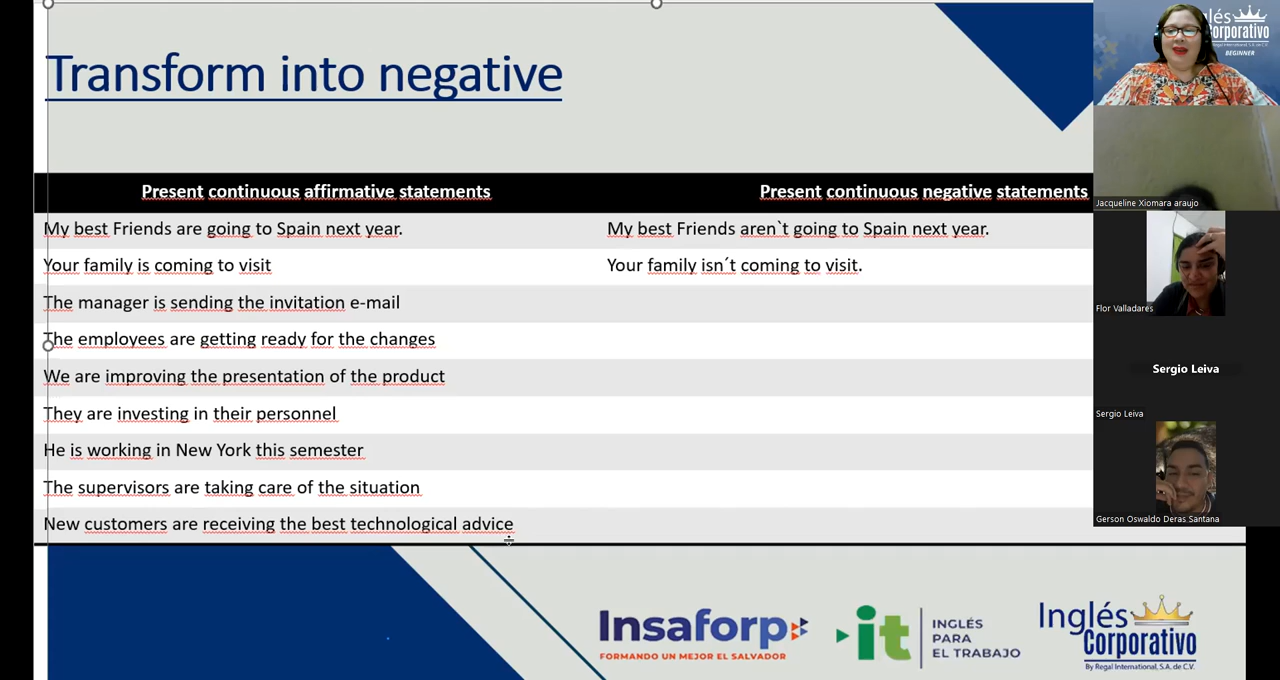 Transform into negative
Present continuous affirmative statements
Present continuous negative statements
My best Friends are going to Spain next year.
My best Friends aren`t going to Spain next year.
Your family is coming to visit
Your family isn´t coming to visit.
The manager is sending the invitation e-mail
The employees are getting ready for the changes
We are improving the presentation of the product
They are investing in their personnel
He is working in New York this semester
The supervisors are taking care of the situation
New customers are receiving the best technological advice
Insaforp
FORMANDO UN MEJOR EL SALVADOR
it
INGLÉS
PARA
EL TRABAJO
Inglés
Corporativo
By Regal International, S.A. de C.V.
glés
Corporativo
by Regal International, S.A. de C.V.
BEGINNER
Jacqueline Xiomara araujo
Flor Valladares
Sergio Leiva
Sergio Leiva
Gerson Oswaldo Deras Santana